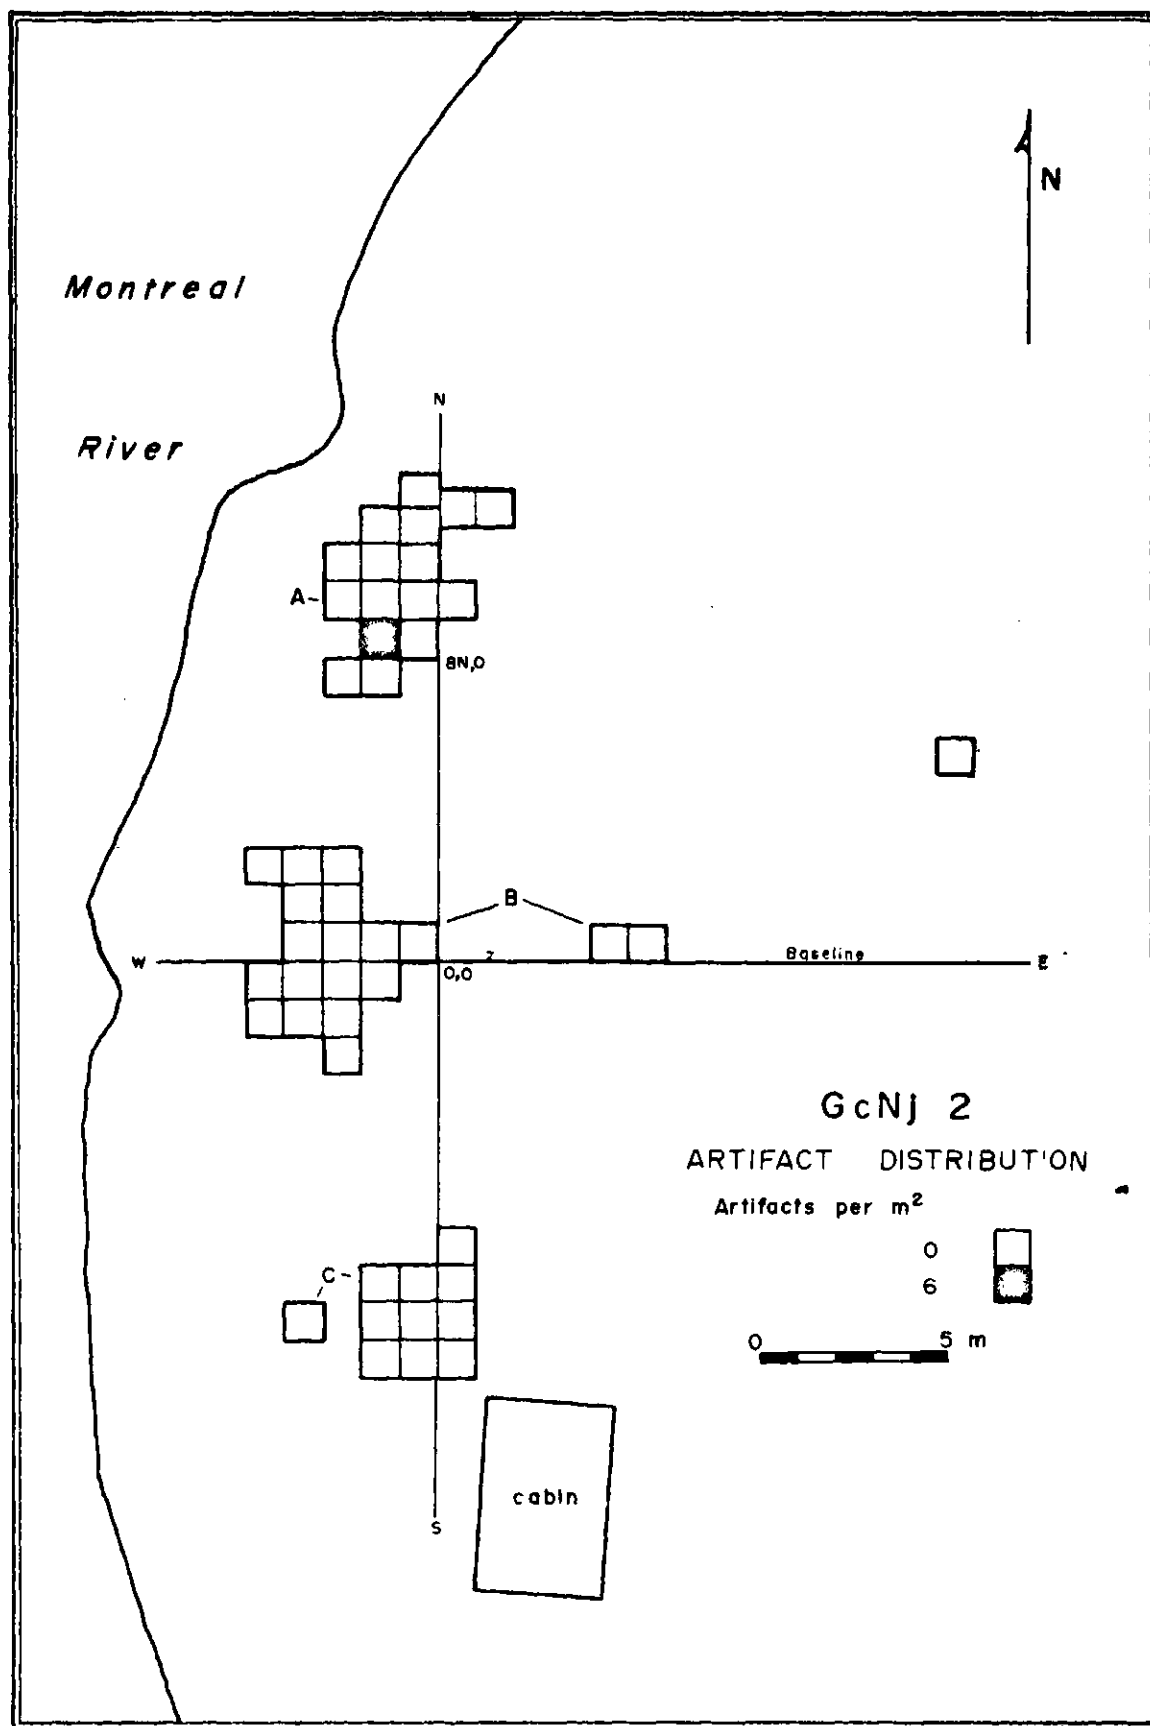 N
Montreal
N
River
A-
8N,0
B
W
Baseline
E
0,0
GcNj 2
ARTIFACT DISTRIBUT'ON
Artifacts per m²
0
C-
6
0 5 m
cabin
S